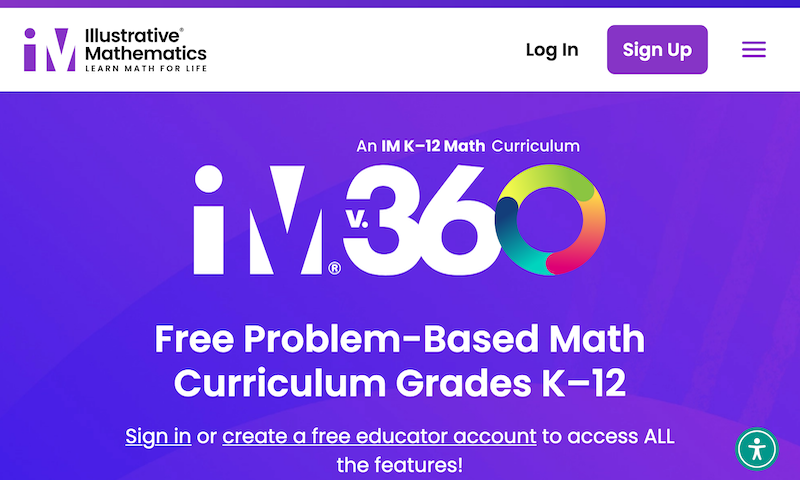 Illustrative®
Mathematics
LEARN MATH FOR LIFE
Log In
Sign Up
An IM K–12 Math Curriculum
iM® v.360
Free Problem-Based Math
Curriculum Grades K–12
Sign in or create a free educator account to access ALL
the features!